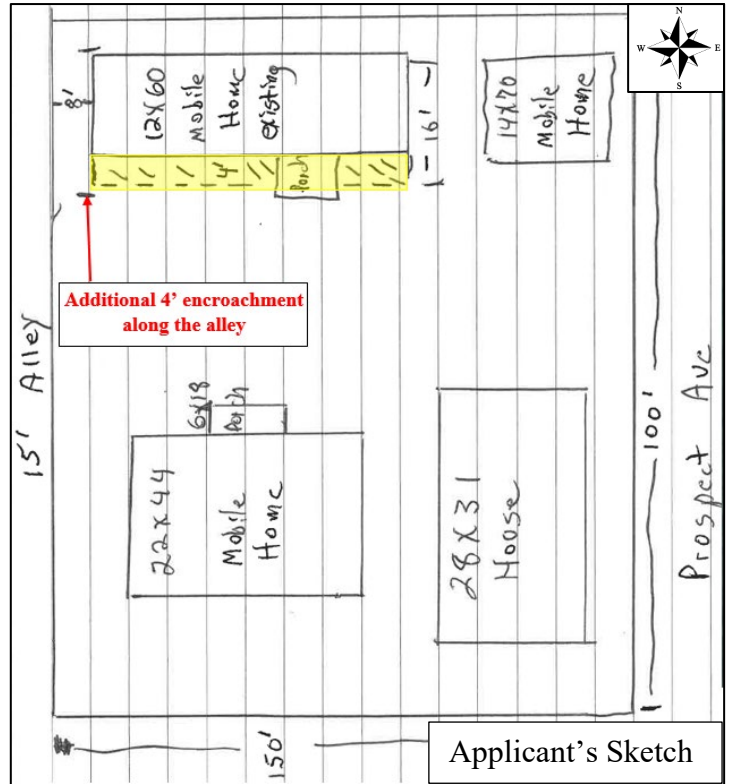 N
W E
S
8'
12X60
Mobile
Home
existing
16'
14x70
Mobile
Home
4'
Porch
Additional 4' encroachment
along the alley
15' Alley
6x18
Porch
22x44
Mobile
Home
28X31
Hoose
100'
Prospect Ave
150'
Applicant's Sketch